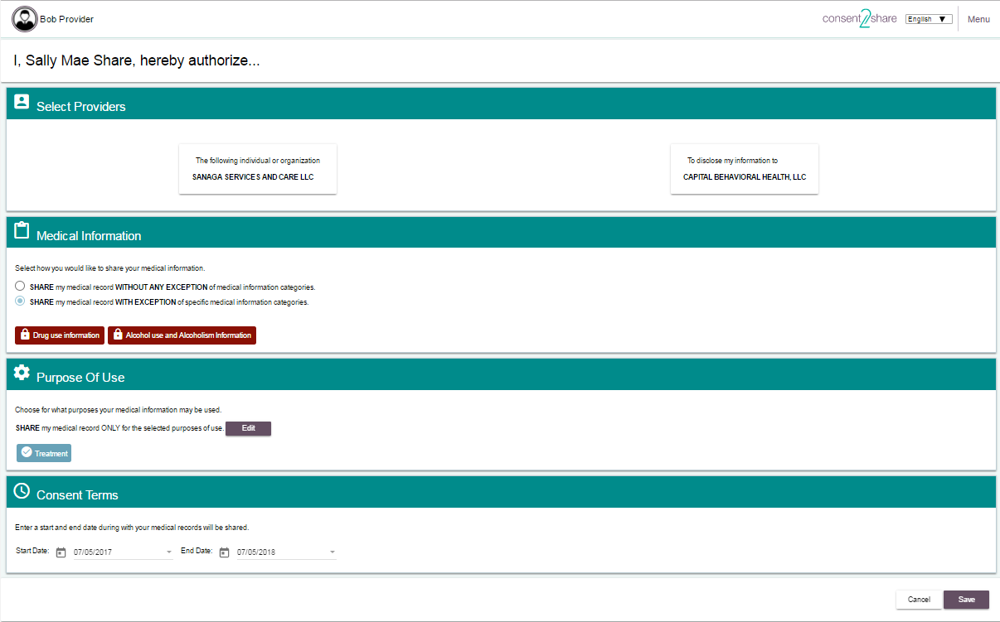 Bob Provider
consent2share
English
Menu
I, Sally Mae Share, hereby authorize...
Select Providers
The following individual or organization
SANAGA SERVICES AND CARE LLC
To disclose my information to
CAPITAL BEHAVIORAL HEALTH, LLC
Medical Information
Select how you would like to share your medical information.
SHARE my medical record WITHOUT ANY EXCEPTION of medical information categories.
SHARE my medical record WITH EXCEPTION of specific medical information categories.
Drug use information
Alcohol use and Alcoholism Information
Purpose Of Use
Choose for what purposes your medical information may be used.
SHARE my medical record ONLY for the selected purposes of use.
Edit
Treatment
Consent Terms
Enter a start and end date during with your medical records will be shared.
Start Date: 07/05/2017 End Date: 07/05/2018
Cancel
Save